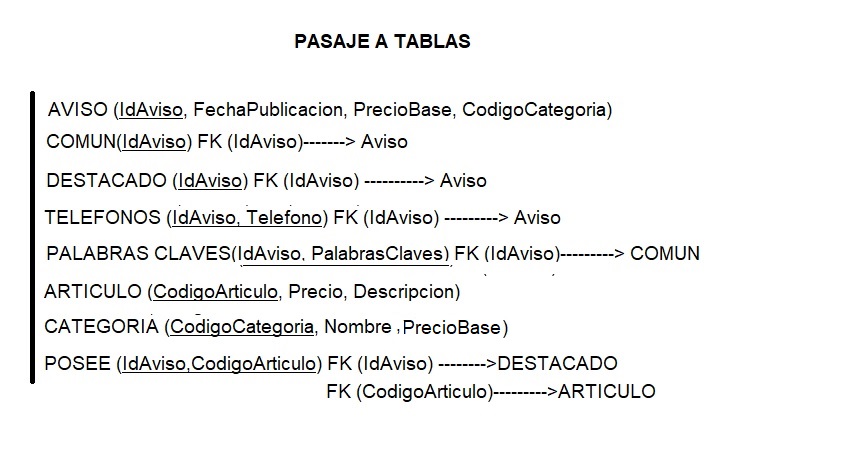 PASAJE A TABLAS
AVISO (IdAviso, FechaPublicacion, PrecioBase, CodigoCategoria)
COMUN(IdAviso) FK (IdAviso)-------> Aviso
DESTACADO (IdAviso) FK (IdAviso) ----------> Aviso
TELEFONOS (IdAviso, Telefono) FK (IdAviso) ---------> Aviso
PALABRAS CLAVES(IdAviso, PalabrasClaves) FK (IdAviso)---------> COMUN
ARTICULO (CodigoArticulo, Precio, Descripcion)
CATEGORIA (CodigoCategoria, Nombre ,PrecioBase)
POSEE (IdAviso,CodigoArticulo) FK (IdAviso) -------->DESTACADO
FK (CodigoArticulo)--------->ARTICULO